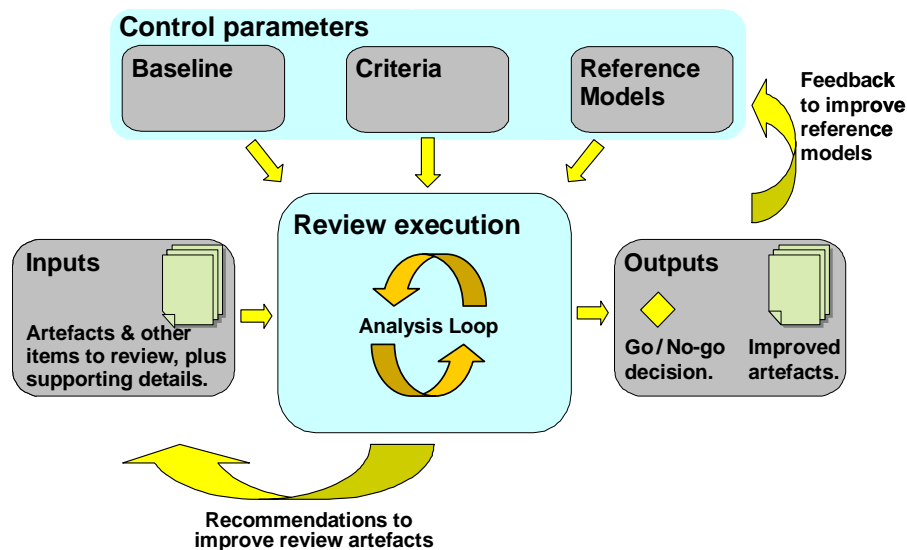 Control parameters
Baseline
Criteria
Reference
Models
Feedback
to improve
reference
models
Review execution
Analysis Loop
Inputs
Artefacts & other
items to review, plus
supporting details.
Outputs
Go / No-go
decision.
Improved
artefacts.
Recommendations to
improve review artefacts